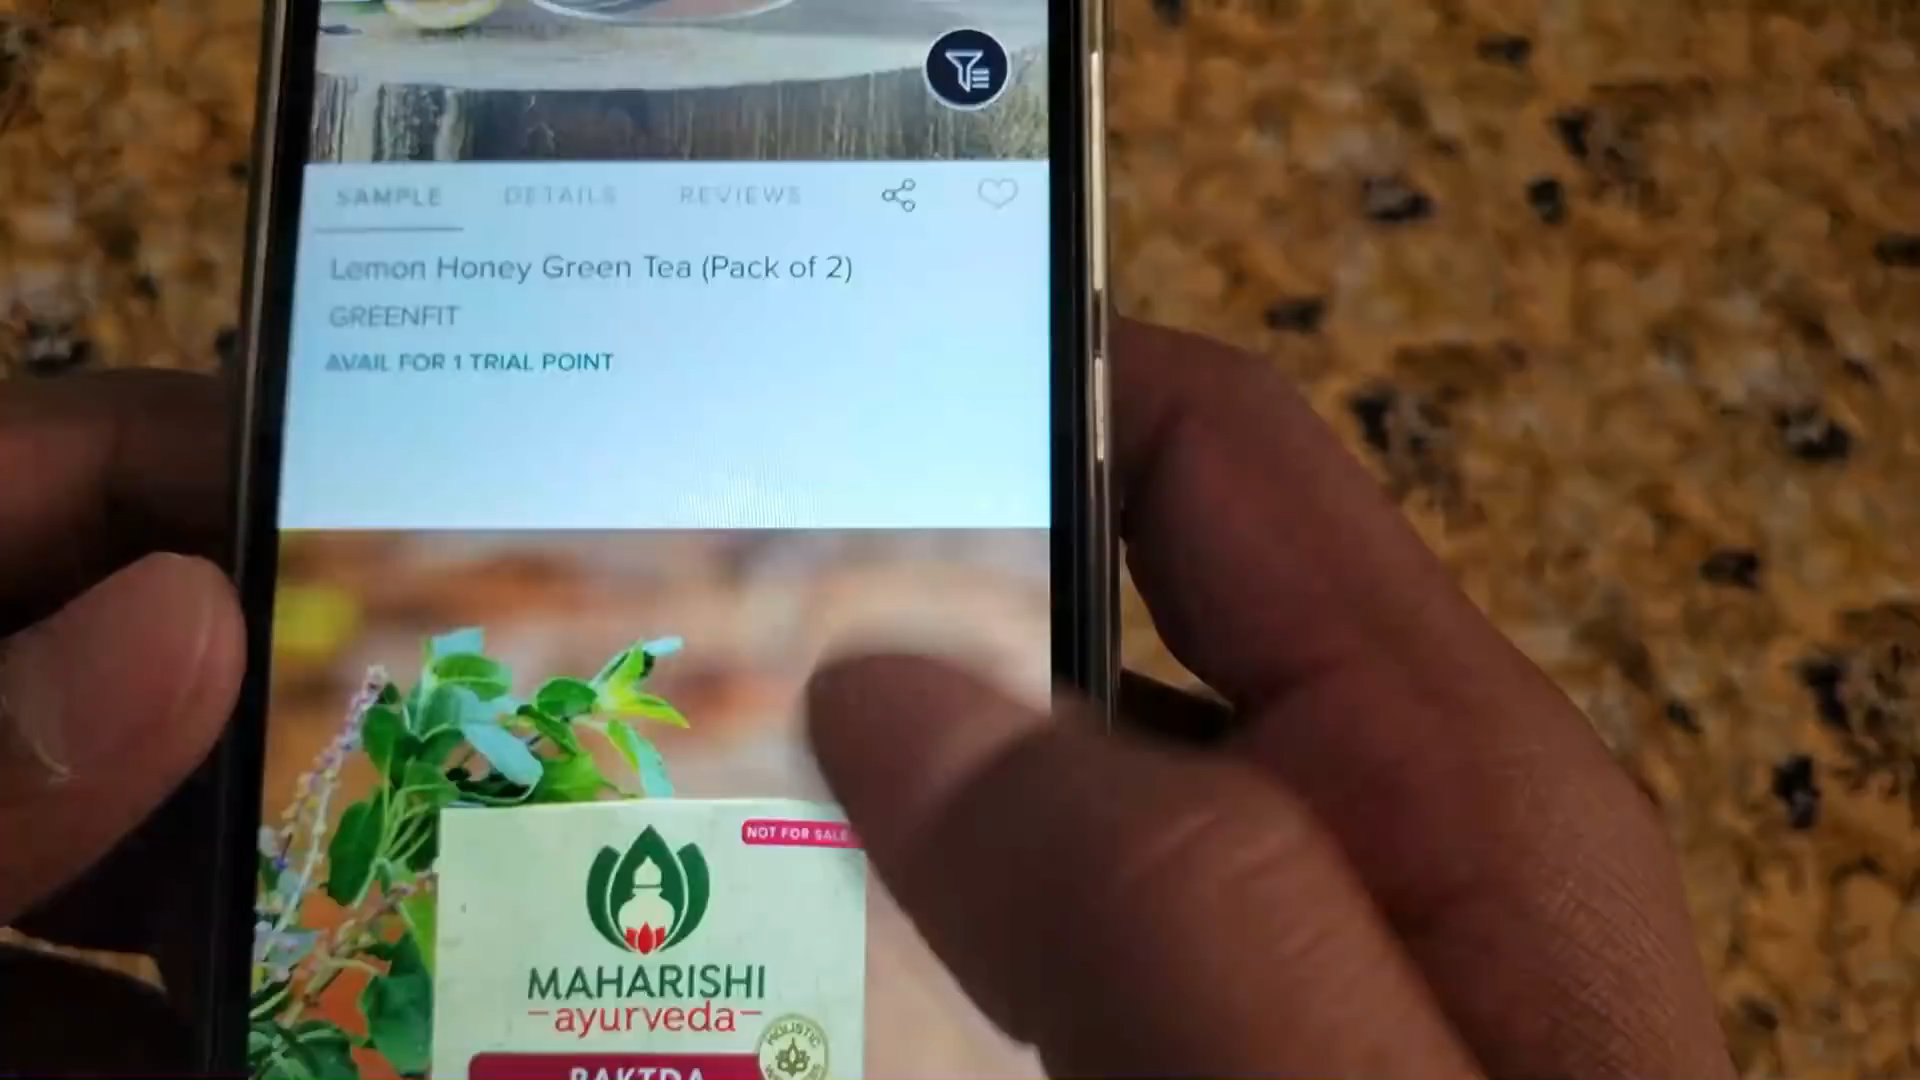 SAMPLE DETAILS REVIEWS
Lemon Honey Green Tea (Pack of 2)
GREENFIT
AVAIL FOR 1 TRIAL POINT
NOT FOR SALE
MAHARISHI
ayurveda
HOLISTIC